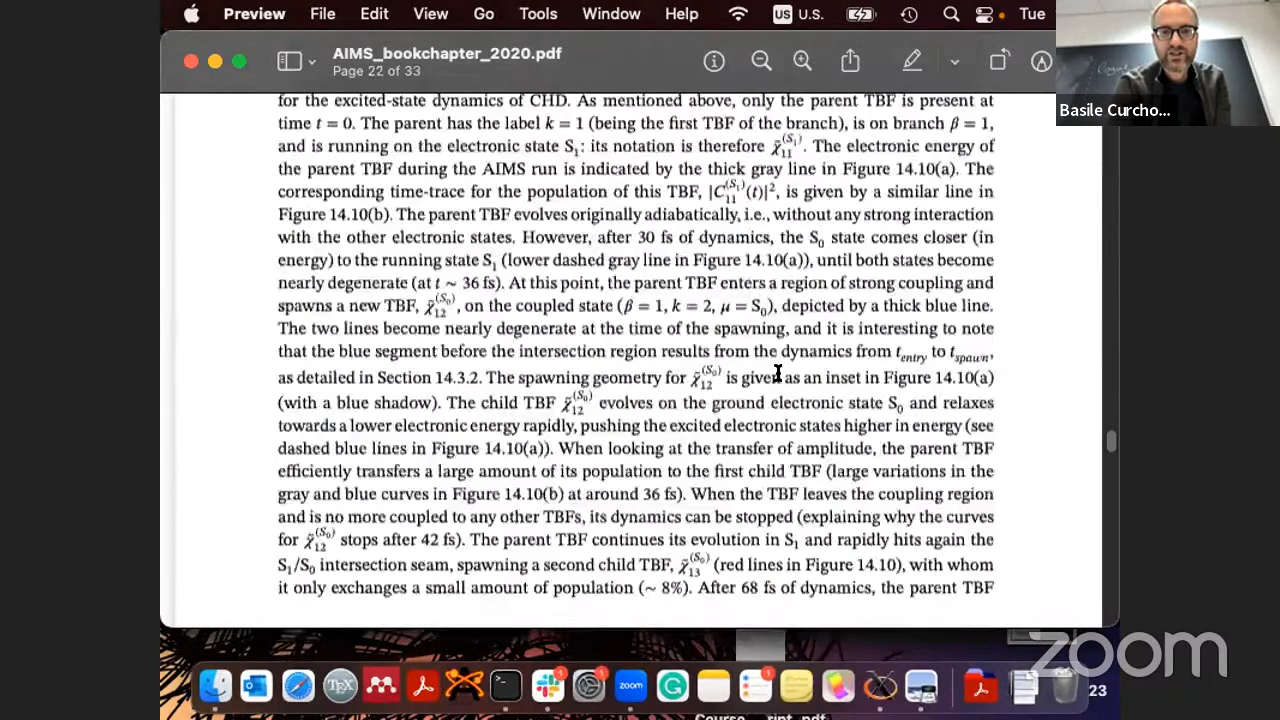 Preview File Edit View Go Tools Window Help US U.S. Tue
AIMS_bookchapter_2020.pdf
Page 22 of 33
Basile Curcho...
for the excited-state dynamics of CHD. As mentioned above, only the parent TBF is present at
time t = 0. The parent has the label k = 1 (being the first TBF of the branch), is on branch β = 1,
and is running on the electronic state S₁: its notation is therefore χ̃₁₁^(S₁). The electronic energy of
the parent TBF during the AIMS run is indicated by the thick gray line in Figure 14.10(a). The
corresponding time-trace for the population of this TBF, |C₁₁^(S₁)(t)|², is given by a similar line in
Figure 14.10(b). The parent TBF evolves originally adiabatically, i.e., without any strong interaction
with the other electronic states. However, after 30 fs of dynamics, the S₀ state comes closer (in
energy) to the running state S₁ (lower dashed gray line in Figure 14.10(a)), until both states become
nearly degenerate (at t ~ 36 fs). At this point, the parent TBF enters a region of strong coupling and
spawns a new TBF, χ̃₁₂^(S₀), on the coupled state (β = 1, k = 2, μ = S₀), depicted by a thick blue line.
The two lines become nearly degenerate at the time of the spawning, and it is interesting to note
that the blue segment before the intersection region results from the dynamics from t_entry to t_spawn,
as detailed in Section 14.3.2. The spawning geometry for χ̃₁₂^(S₀) is given as an inset in Figure 14.10(a)
(with a blue shadow). The child TBF χ̃₁₂^(S₀) evolves on the ground electronic state S₀ and relaxes
towards a lower electronic energy rapidly, pushing the excited electronic states higher in energy (see
dashed blue lines in Figure 14.10(a)). When looking at the transfer of amplitude, the parent TBF
efficiently transfers a large amount of its population to the first child TBF (large variations in the
gray and blue curves in Figure 14.10(b) at around 36 fs). When the TBF leaves the coupling region
and is no more coupled to any other TBFs, its dynamics can be stopped (explaining why the curves
for χ̃₁₂^(S₀) stops after 42 fs). The parent TBF continues its evolution in S₁ and rapidly hits again the
S₁/S₀ intersection seam, spawning a second child TBF, χ̃₁₃^(S₀) (red lines in Figure 14.10), with whom
it only exchanges a small amount of population (~ 8%). After 68 fs of dynamics, the parent TBF
zoom
TEX zoom 1 1 1 23